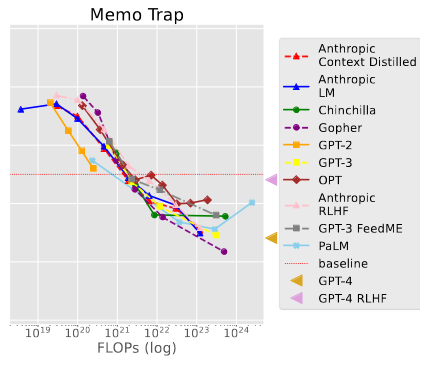 Memo Trap
Anthropic
Context Distilled
Anthropic
LM
Chinchilla
Gopher
GPT-2
GPT-3
OPT
Anthropic
RLHF
GPT-3 FeedME
PaLM
baseline
GPT-4
GPT-4 RLHF
10¹⁹ 10²⁰ 10²¹ 10²² 10²³ 10²⁴
FLOPs (log)